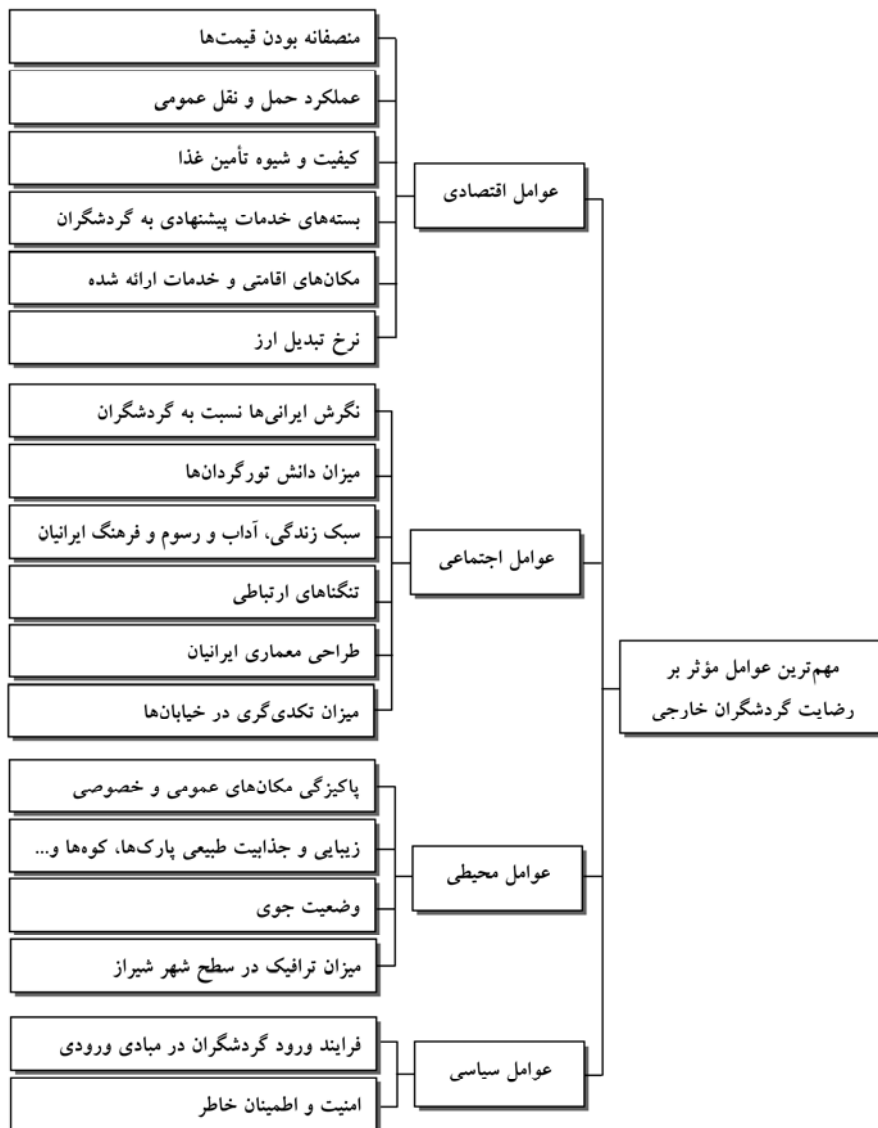 مهم‌ترین عوامل مؤثر بر
رضایت گردشگران خارجی
عوامل اقتصادی
منصفانه بودن قیمت‌ها
عملکرد حمل و نقل عمومی
کیفیت و شیوه تأمین غذا
بسته‌های خدمات پیشنهادی به گردشگران
مکان‌های اقامتی و خدمات ارائه شده
نرخ تبدیل ارز
عوامل اجتماعی
نگرش ایرانی‌ها نسبت به گردشگران
میزان دانش تورگردان‌ها
سبک زندگی، آداب و رسوم و فرهنگ ایرانیان
تنگناهای ارتباطی
طراحی معماری ایرانیان
میزان تکدی‌گری در خیابان‌ها
عوامل محیطی
پاکیزگی مکان‌های عمومی و خصوصی
زیبایی و جذابیت طبیعی پارک‌ها، کوه‌ها و...
وضعیت جوی
میزان ترافیک در سطح شهر شیراز
عوامل سیاسی
فرایند ورود گردشگران در مبادی ورودی
امنیت و اطمینان خاطر